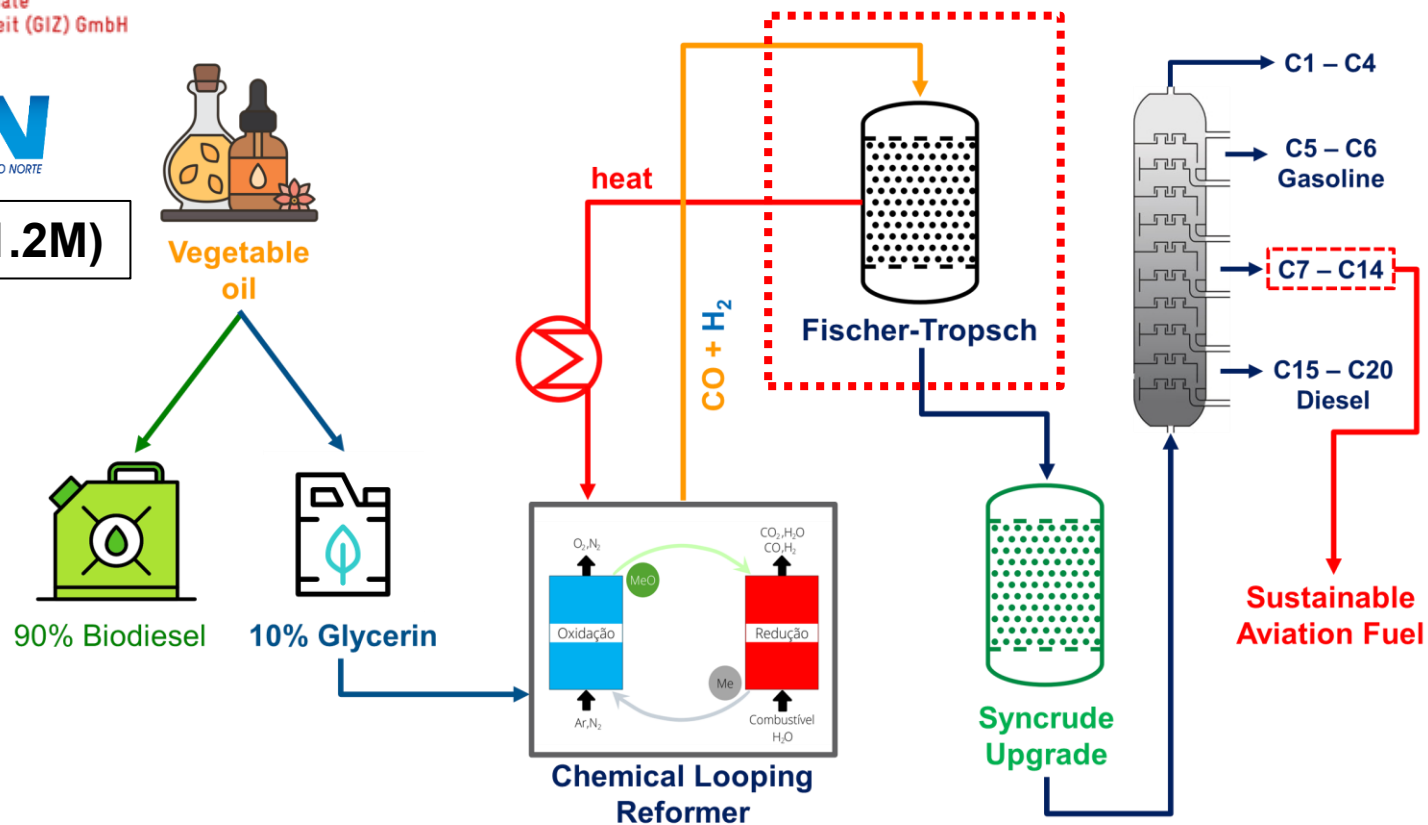 eit (GIZ) GmbH
N
O NORTE
.2M)
Vegetable
oil
90% Biodiesel
10% Glycerin
heat
CO + H₂
Fischer-Tropsch
O₂,N₂
MeO
CO₂,H₂O
CO,H₂
Oxidação
Redução
Me
Ar,N₂
Combustível
H₂O
Chemical Looping
Reformer
Syncrude
Upgrade
C1 – C4
C5 – C6
Gasoline
C7 – C14
C15 – C20
Diesel
Sustainable
Aviation Fuel